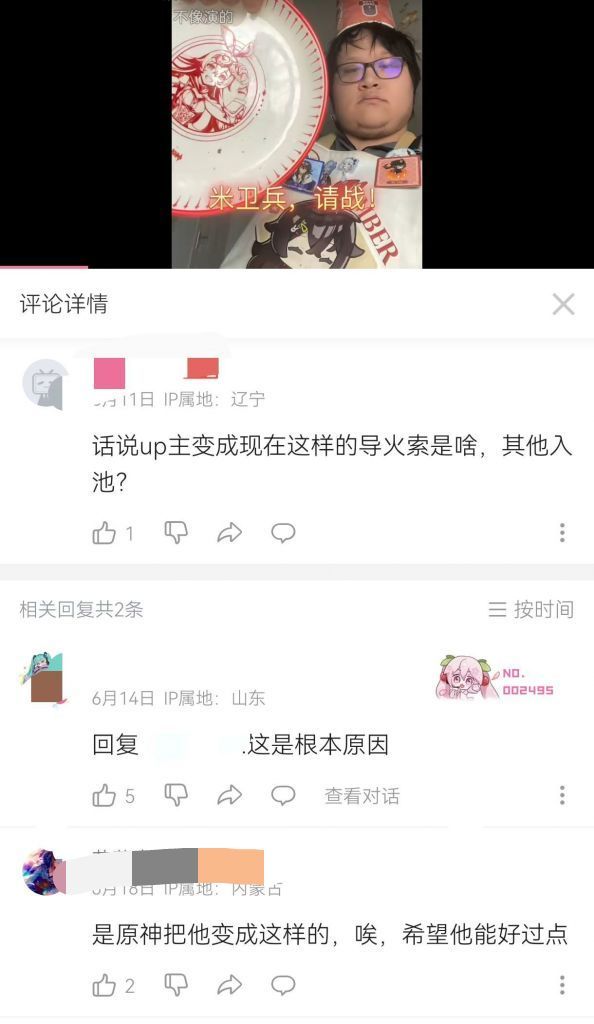 不像演的
米卫兵，请战！
BER
评论详情
月11日 IP属地：辽宁
话说up主变成现在这样的导火索是啥，其他入
池？
1
相关回复共2条
按时间
NO.
002495
6月14日 IP属地：山东
回复 .这是根本原因
5 查看对话
6月18日 IP属地：内蒙古
是原神把他变成这样的，唉，希望他能好过点
2